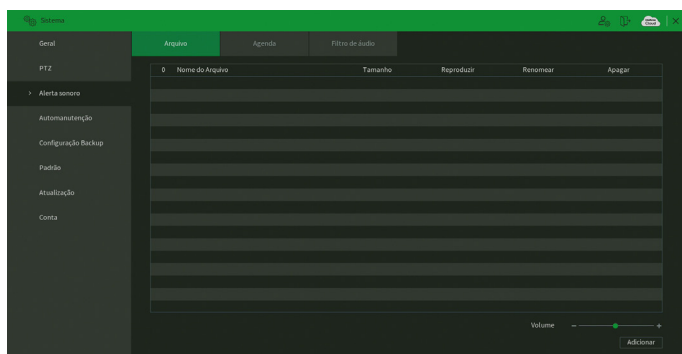 Sistema
Geral
PTZ
Alerta sonoro
Automanutenção
Configuração Backup
Padrão
Atualização
Conta
Arquivo Agenda Filtro de áudio
0 Nome do Arquivo Tamanho Reproduzir Renomear Apagar
Volume
Adicionar